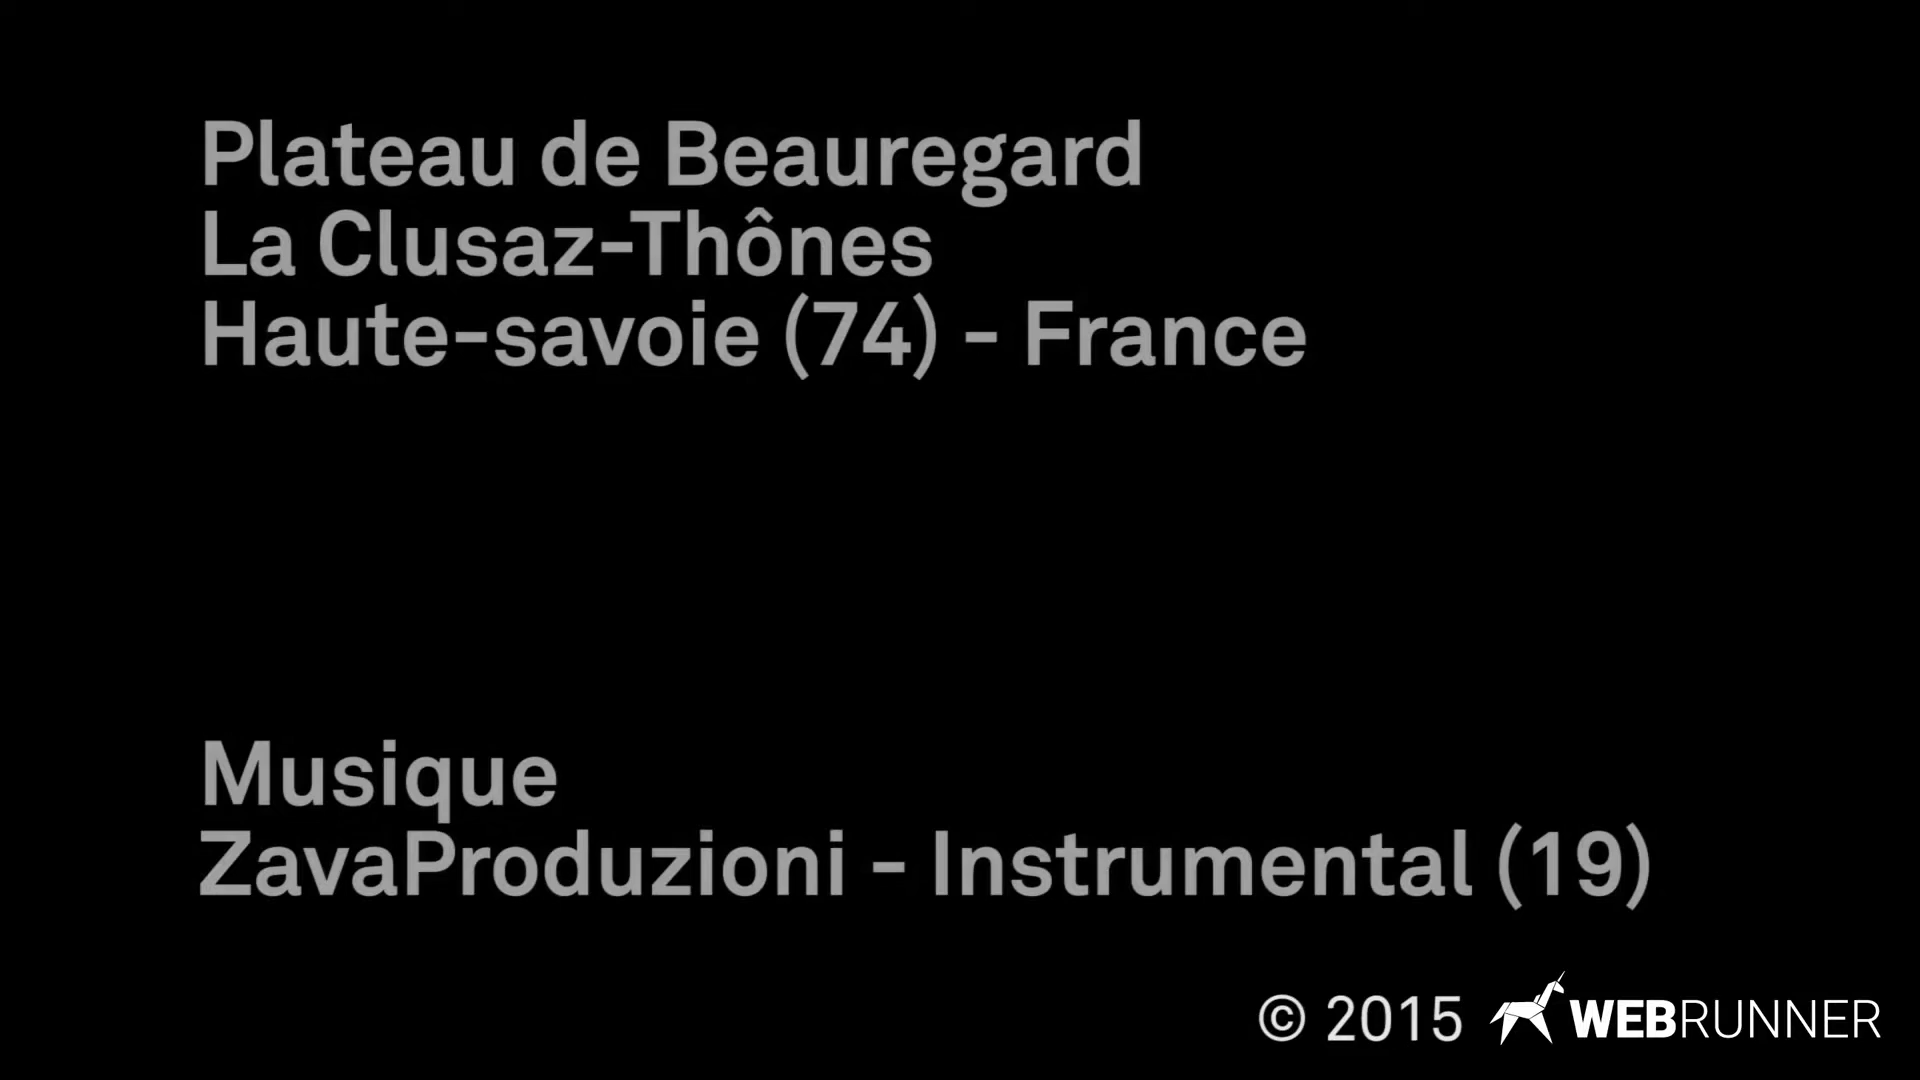 Plateau de Beauregard
La Clusaz-Thônes
Haute-savoie (74) - France
Musique
ZavaProduzioni - Instrumental (19)
© 2015 WEBRUNNER